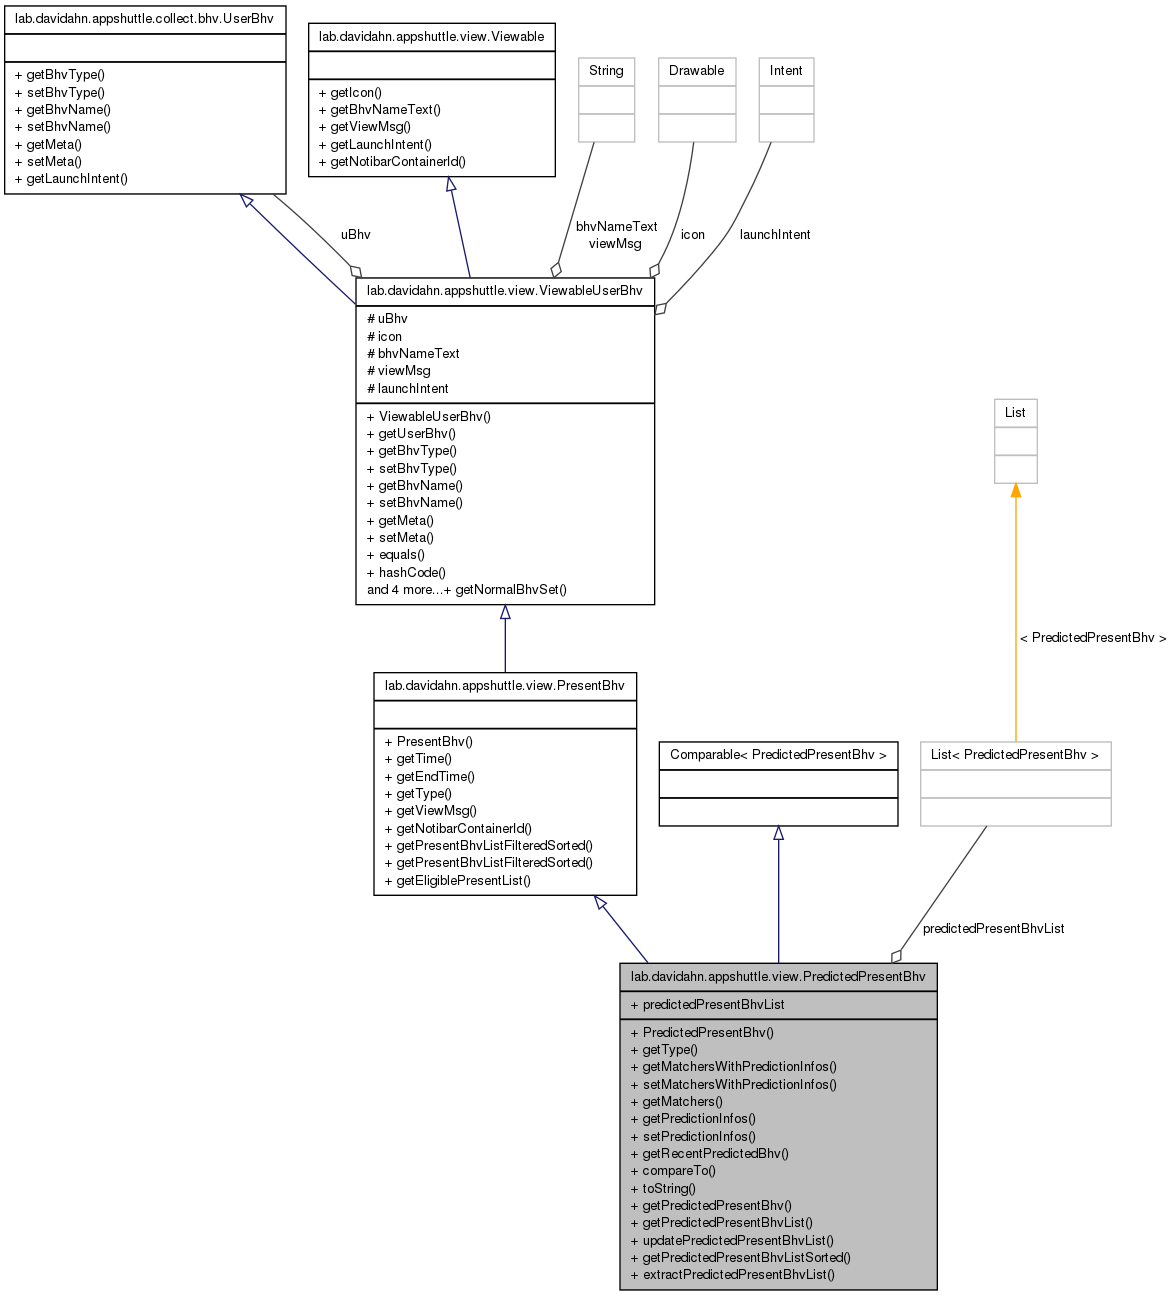 lab.davidahn.appshuttle.collect.bhv.UserBhv
+ getBhvType()
+ setBhvType()
+ getBhvName()
+ setBhvName()
+ getMeta()
+ setMeta()
+ getLaunchIntent()
lab.davidahn.appshuttle.view.Viewable
+ getIcon()
+ getBhvNameText()
+ getViewMsg()
+ getLaunchIntent()
+ getNotibarContainerId()
String
Drawable
Intent
uBhv
bhvNameText
viewMsg
icon
launchIntent
lab.davidahn.appshuttle.view.ViewableUserBhv
# uBhv
# icon
# bhvNameText
# viewMsg
# launchIntent
+ ViewableUserBhv()
+ getUserBhv()
+ getBhvType()
+ setBhvType()
+ getBhvName()
+ setBhvName()
+ getMeta()
+ setMeta()
+ equals()
+ hashCode()
and 4 more...+ getNormalBhvSet()
List
< PredictedPresentBhv >
lab.davidahn.appshuttle.view.PresentBhv
+ PresentBhv()
+ getTime()
+ getEndTime()
+ getType()
+ getViewMsg()
+ getNotibarContainerId()
+ getPresentBhvListFilteredSorted()
+ getPresentBhvListFilteredSorted()
+ getEligiblePresentList()
Comparable< PredictedPresentBhv >
List< PredictedPresentBhv >
predictedPresentBhvList
lab.davidahn.appshuttle.view.PredictedPresentBhv
+ predictedPresentBhvList
+ PredictedPresentBhv()
+ getType()
+ getMatchersWithPredictionInfos()
+ setMatchersWithPredictionInfos()
+ getMatchers()
+ getPredictionInfos()
+ setPredictionInfos()
+ getRecentPredictedBhv()
+ compareTo()
+ toString()
+ getPredictedPresentBhv()
+ getPredictedPresentBhvList()
+ updatePredictedPresentBhvList()
+ getPredictedPresentBhvListSorted()
+ extractPredictedPresentBhvList()